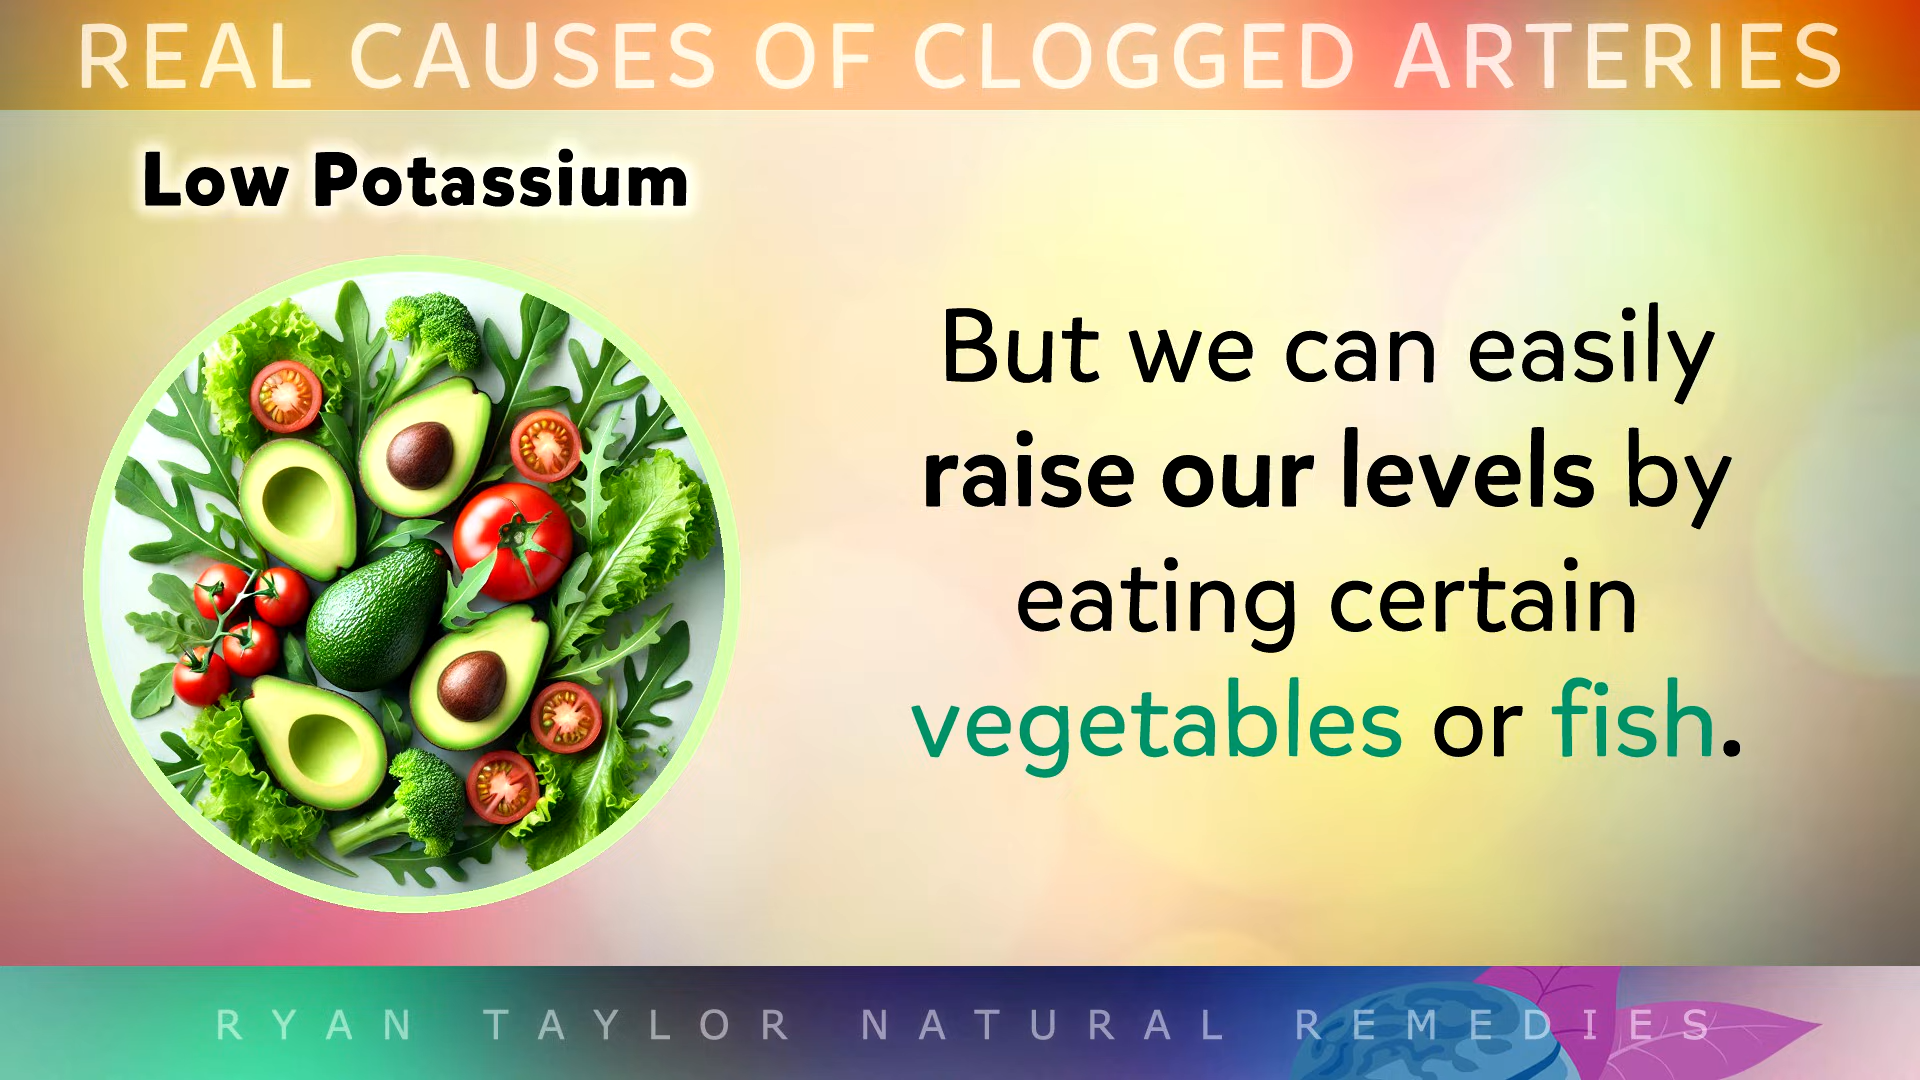 REAL CAUSES OF CLOGGED ARTERIES
Low Potassium
But we can easily
raise our levels by
eating certain
vegetables or fish.
RYAN TAYLOR NATURAL REMEDIES